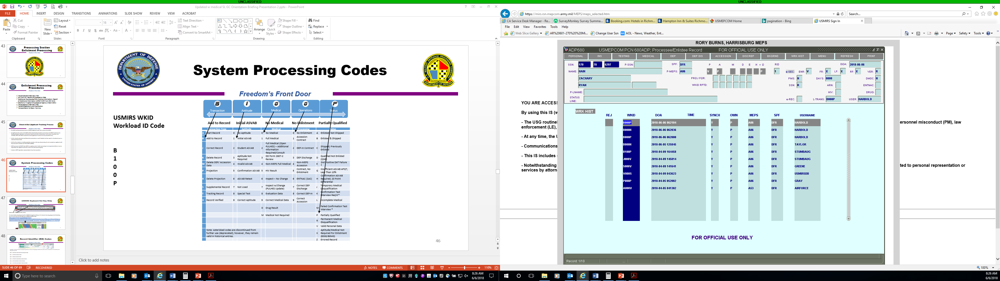 UNCLASSIFIED
Updated w medical SL GC Orientation Briefing Presentation 2.pptx - PowerPoint
FILE HOME INSERT DESIGN TRANSITIONS ANIMATIONS SLIDE SHOW REVIEW VIEW ACROBAT
Paste
Cut
Copy
Format Painter
Clipboard
New Slide
Layout
Reset
Section
Slides
16
Font
Text Direction
Align Text
Convert to SmartArt
Paragraph
Arrange
Quick Styles
Shape Fill
Shape Outline
Shape Effects
Drawing
Find
Replace
Select
Editing
43
Processing Section
Enlistment Processing
44
Enlistment Processing
Procedures
45
Check-In/Out (Applicant Tracking) Process
46
System Processing Codes
47
USMIRS Keyboard Hot Key Strip
48
Record Identifier (RID) Codes
DEPARTMENT OF DEFENSE
UNITED STATES OF AMERICA
System Processing Codes
Freedom's Front Door
USMIRS WKID
Workload ID Code
B
1
0
0
P
B I G O P
Transaction Aptitude Medical Operations Status
Add to Record Initial ASVAB No Medical No Enlistment Partially Qualified
Transaction Type Aptitude Medical Processing Status
A Start Record 0 No Aptitude 0 No Medical 0 No Enlistment A Enlisted; Not Shipped
B Add to Record 1 Initial ASVAB 1 Full Medical 1 Accession Contract B Enlisted & Shipped
J Correct Record 2 Student ASVAB 2 Full Medical (Open PULHES) – Additional Information Required/Consult 2 DEP-In Contract C Shipped; Previously Enlisted
K Delete Record 3 Aptitude Not Required 3 DD Form 2807-2 Review 3 DEP Discharge D Qualified Not Enlisted (QNE)
M Delete DEP/ Accession Data 4 Invalid ASVAB 4 Non-MEPS Full Medical 4 Non-MEPS Accession E 2nd Positive DAT Failure *
P Projection 5 Confirmation ASVAB 5 HIV Result 5 Contract, No Enlistment G Insufficient ASVAB AFQT; Less Than 10%
R Delete Projection 6 ASVAB Retest 6 Inspect – No Change 6 ENTNAC (SAC) H Confirmation ASVAB Required; 20 Point Differential
S Supplemental Record 7 Not Used 7 Inspect w/Change (PULHES Update) 7 Correct DEP Discharge J Temporary Medical Disqualification
T Tracking Record 8 Special Test 8 Evaluation Data 8 Correct DEP-In K Confirmation Test Interview Req'd *
V Record Verified 9 Correct Aptitude 9 Correct Medical Data 9 Correct Accession L Incomplete Medical
D Drug Result M Failed Confirmation Test Interview *
M Medical Not Required P Partially Qualified
R Permanent Medical Disqualification
V Valid Personal Data
Note: Asterisked codes are discontinued from further use (deprecated); however, they remain valid in historical entries. X Aptitude/Medical Not Required For Enlistment (B300/B0M0)
Z Errored Record
46
Click to add notes
SLIDE 46 OF 69 RECOVERED NOTES COMMENTS 110%
Type here to search
8:26 AM
6/6/2018
UNCLASSIFIED
https://mirs.rsn.mepcom.army.mil/MEPS/meps_selected.htm
Search...
CA Service Desk Manager - Re...
SurveyMonkey Survey Summa...
Booking.com: Hotels in Richm...
Hampton Inn & Suites Richmo...
USMEPCOM Home
pagination - Bing
USMIRS Sign In
File Edit View Favorites Tools Help
Web Slice Gallery AR%20601-270%20%20Mi... Change User Ssn AOL - News, Weather, Ent...
Page Safety Tools
RORY BURNS, HARRISBURG MEPS
ADP680 USMEPCOM PCN 680ADP; Processee/Enlistee Record FOR OFFICIAL USE ONLY
PERSONAL INS TESTING MEDICAL DEP DEP DIS ACCESSION DISCREP BKGRND WRK HIST MENU REFRESH PRINT
SSN: 170 78 6297 P-SSN: SPF: DFR P A M D E H • O RID DOA: 2018-06-06
NAME: HAIN P-MEPS: A06 V P P 1 e-SEC: ENR: V FR: X LF: X RF: X VER: R
ZACHARY PROJ FOR: PMS: N DAYS: 0000 DMDC: N
RYAN WKID RPTD: SSN: R ARN: ENTNAC:
P-LNAME: HIV: DRUG:
STATUS LINE: e-REC: L-TRANS: B000P USER: HARBOLD
WRK HIST
REJ WKID DOA TIME SYNCH OWN MEPS SPF USERNAME
B000P 2018-06-06 062104 Y P A06 DFR HARBOLD
B000N 2018-06-06 062036 Y P A06 DFR HARBOLD
B000P 2018-06-06 062000 Y P A06 DFR HARBOLD
B000N 2018-06-05 125845 Y P A06 DFR TAYLOR
B100P 2018-04-09 164458 Y P A06 DFR STUMBAUG
J000V 2018-04-09 145814 Y P A06 DFR STUMBAUG
S000V 2018-04-09 141641 Y P A06 DFR GREENE
V000S 2018-04-09 043623 Y P A06 DFR USMIRSDB
P000P 2018-04-05 052002 Y P A06 DFR GRAY
A000V 2018-04-05 041302 Y P A53 DFR AIRFORCE
FOR OFFICIAL USE ONLY
Record: 1/10
YOU ARE ACCESS
By using this IS (w
- The USG routinel ersonnel misconduct (PM), law
enforcement (LE),
- At any time, the U
- Communications
- This IS includes s
- Notwithstanding ted to personal representation or
services by attorn
100%
8:26 AM
6/6/2018